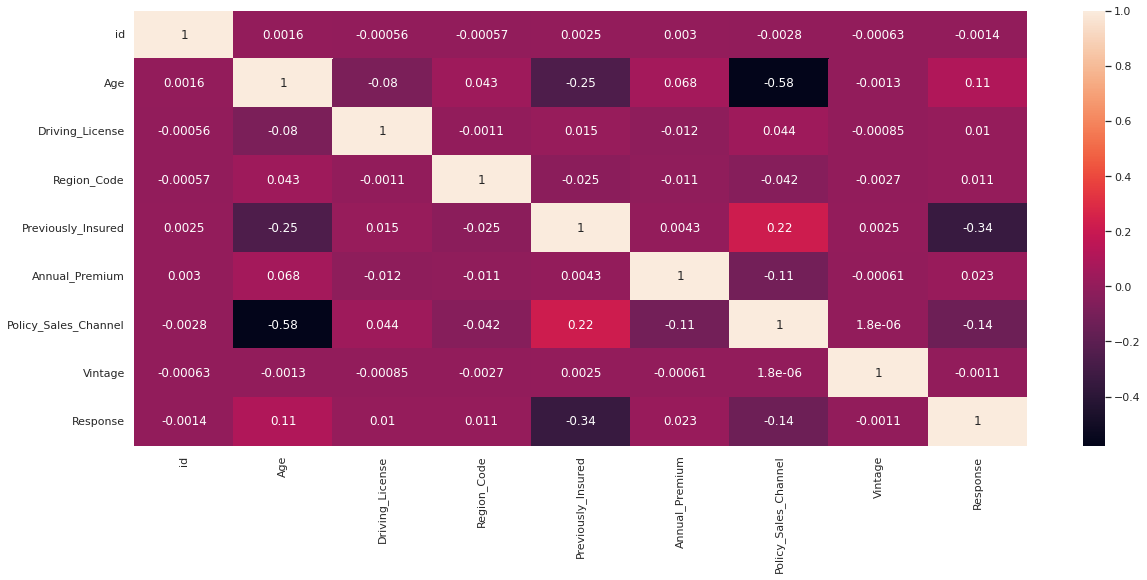 id 1 0.0016 -0.00056 -0.00057 0.0025 0.003 -0.0028 -0.00063 -0.0014
Age 0.0016 1 -0.08 0.043 -0.25 0.068 -0.58 -0.0013 0.11
Driving_License -0.00056 -0.08 1 -0.0011 0.015 -0.012 0.044 -0.00085 0.01
Region_Code -0.00057 0.043 -0.0011 1 -0.025 -0.011 -0.042 -0.0027 0.011
Previously_Insured 0.0025 -0.25 0.015 -0.025 1 0.0043 0.22 0.0025 -0.34
Annual_Premium 0.003 0.068 -0.012 -0.011 0.0043 1 -0.11 -0.00061 0.023
Policy_Sales_Channel -0.0028 -0.58 0.044 -0.042 0.22 -0.11 1 1.8e-06 -0.14
Vintage -0.00063 -0.0013 -0.00085 -0.0027 0.0025 -0.00061 1.8e-06 1 -0.0011
Response -0.0014 0.11 0.01 0.011 -0.34 0.023 -0.14 -0.0011 1
id Age Driving_License Region_Code Previously_Insured Annual_Premium Policy_Sales_Channel Vintage Response
1.0
0.8
0.6
0.4
0.2
0.0
−0.2
−0.4